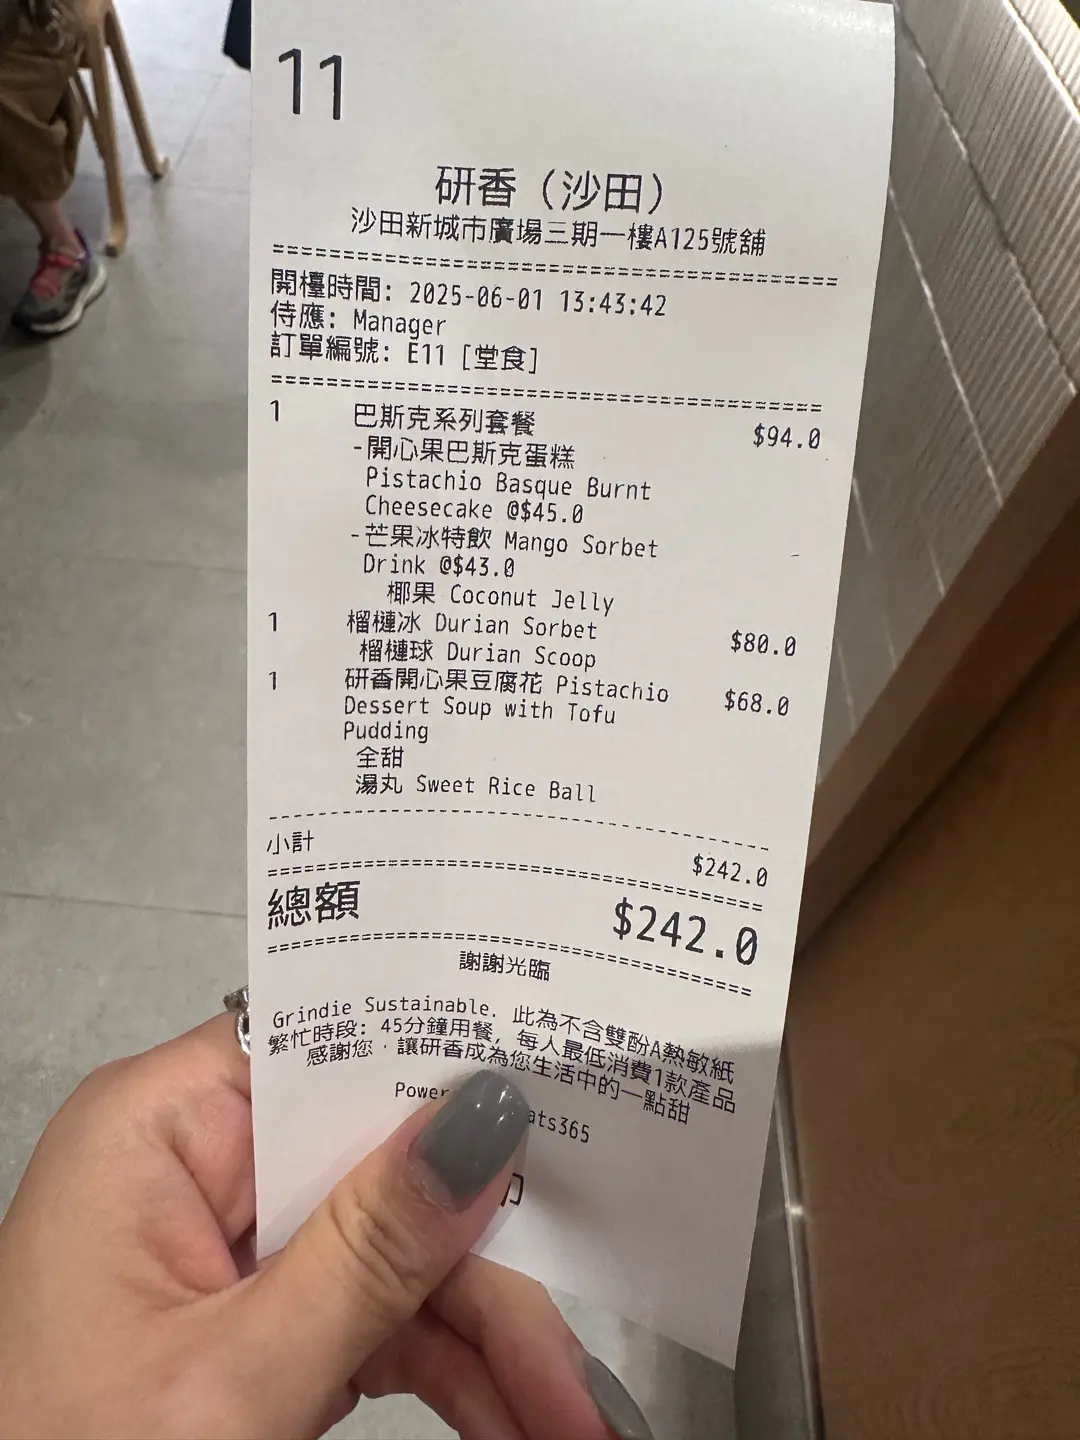 11
研香（沙田）
沙田新城市廣場三期一樓A125號舖
開檯時間: 2025-06-01 13:43:42
侍應: Manager
訂單編號: E11 [堂食]
1 巴斯克系列套餐 $94.0
-開心果巴斯克蛋糕
Pistachio Basque Burnt
Cheesecake @$45.0
-芒果冰特飲 Mango Sorbet
Drink @$43.0
椰果 Coconut Jelly
1 榴槤冰 Durian Sorbet $80.0
榴槤球 Durian Scoop
1 研香開心果豆腐花 Pistachio $68.0
Dessert Soup with Tofu
Pudding
全甜
湯丸 Sweet Rice Ball
小計 $242.0
總額 $242.0
謝謝光臨
Grindie Sustainable. 此為不含雙酚A熱敏紙
繁忙時段: 45分鐘用餐, 每人最低消費1款產品
感謝您，讓研香成為您生活中的一點甜